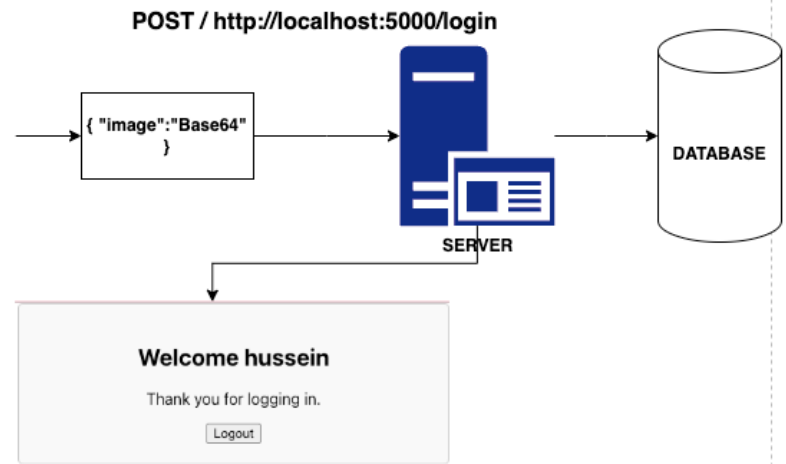 POST / http://localhost:5000/login
{ "image":"Base64"
}
DATABASE
SERVER
Welcome hussein
Thank you for logging in.
Logout